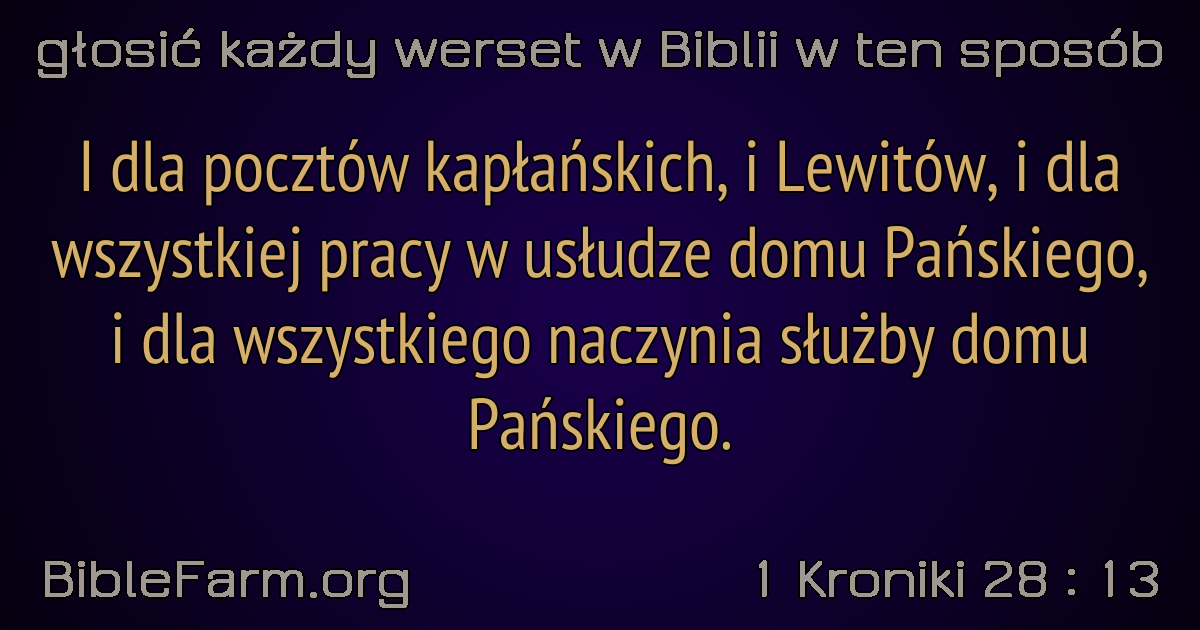 głosić każdy werset w Biblii w ten sposób
I dla pocztów kapłańskich, i Lewitów, i dla
wszystkiej pracy w usłudze domu Pańskiego,
i dla wszystkiego naczynia służby domu
Pańskiego.
BibleFarm.org
1 Kroniki 28 : 13